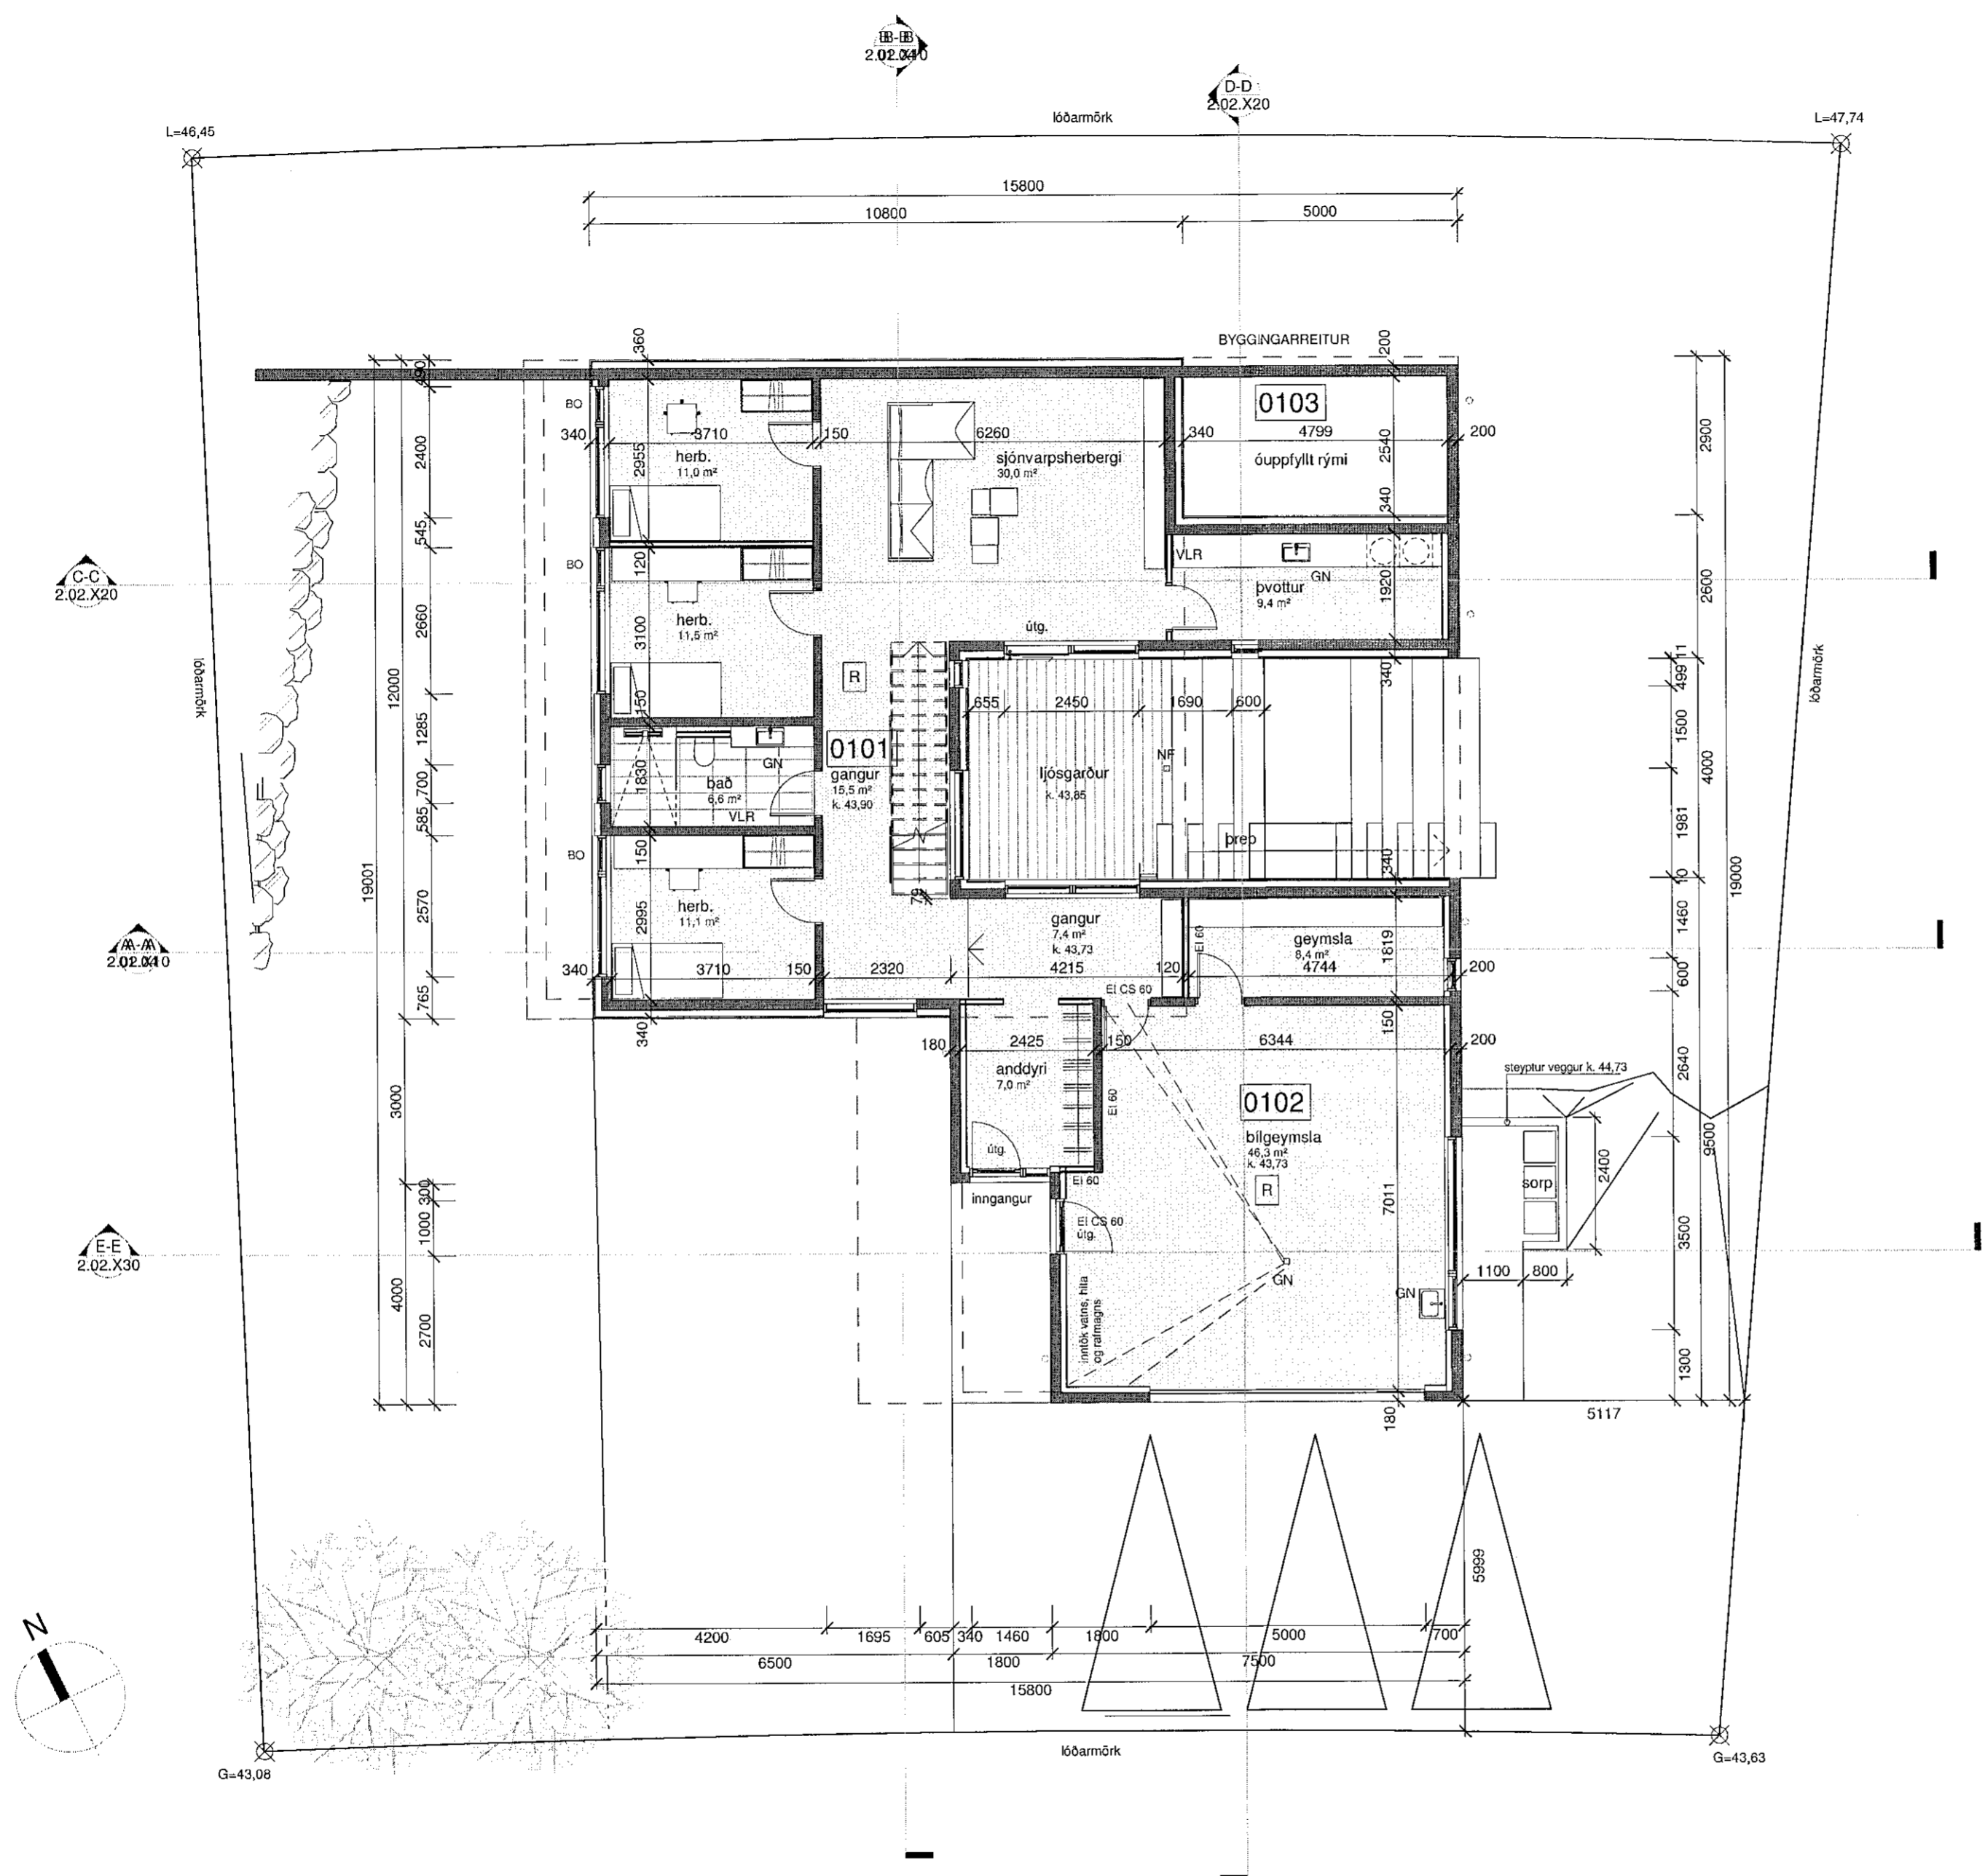 B-B
2.02.X10
D-D
2.02.X20
L=46,45
lóðarmörk
L=47,74
15800
10800
5000
BYGGINGARREITUR
360
200
490
BO
0103
340
3710
150
6260
340
4799
200
herb.
11,0 m²
sjónvarpsherbergi
30,0 m²
óuppfyllt rými
2400
2955
2540
340
2900
545
C-C
2.02.X20
BO
120
VLR
GN
þvottur
9,4 m²
1920
2600
herb.
11,5 m²
3100
2660
útg.
R
lóðarmörk
lóðarmörk
12000
150
340
11
499
655
2450
1690
600
1285
1500
0101
gangur
15,5 m²
k. 43,90
GN
bað
6,6 m²
VLR
1830
NF
ljósgarður
k. 43,85
4000
700
585
þrep
1981
19001
19000
BO
150
340
10
79
2570
2995
herb.
11,1 m²
gangur
7,4 m²
k. 43,73
EI 60
geymsla
8,4 m²
1819
1460
A-A
2.02.X10
340
3710
150
2320
4215
120
4744
200
600
765
EI CS 60
340
150
180
2425
150
6344
200
anddyri
7,0 m²
steyptur veggur k. 44,73
2640
3000
EI 60
0102
bílgeymsla
46,3 m²
k. 43,73
R
9500
2400
sorp
útg.
EI 60
inngangur
300
1000
7011
EI CS 60
útg.
3500
E-E
2.02.X30
4000
2700
GN
GN
1100
800
inntök vatns, hita
og rafmagns
1300
180
5117
5999
N
4200
1695
605
340
1460
1800
5000
700
6500
1800
7500
15800
lóðarmörk
G=43,08
G=43,63